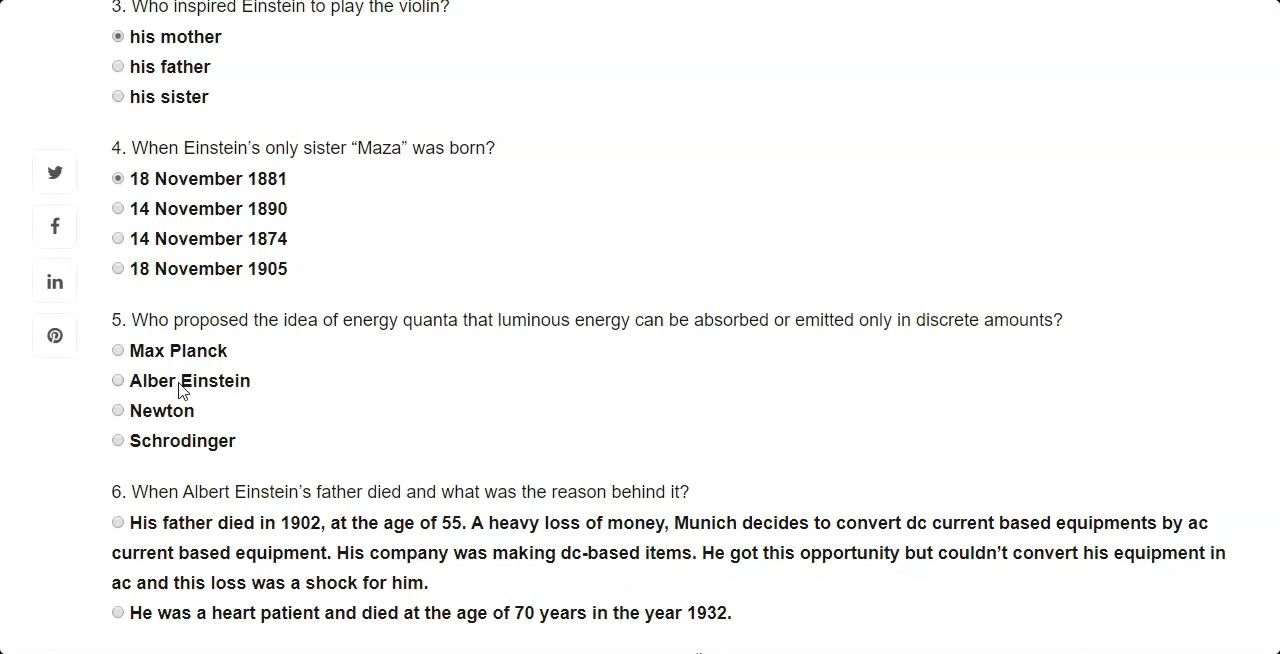 3. Who inspired Einstein to play the violin?
his mother
his father
his sister
4. When Einstein’s only sister “Maza” was born?
18 November 1881
14 November 1890
14 November 1874
18 November 1905
5. Who proposed the idea of energy quanta that luminous energy can be absorbed or emitted only in discrete amounts?
Max Planck
Alber Einstein
Newton
Schrodinger
6. When Albert Einstein’s father died and what was the reason behind it?
His father died in 1902, at the age of 55. A heavy loss of money, Munich decides to convert dc current based equipments by ac
current based equipment. His company was making dc-based items. He got this opportunity but couldn’t convert his equipment in
ac and this loss was a shock for him.
He was a heart patient and died at the age of 70 years in the year 1932.